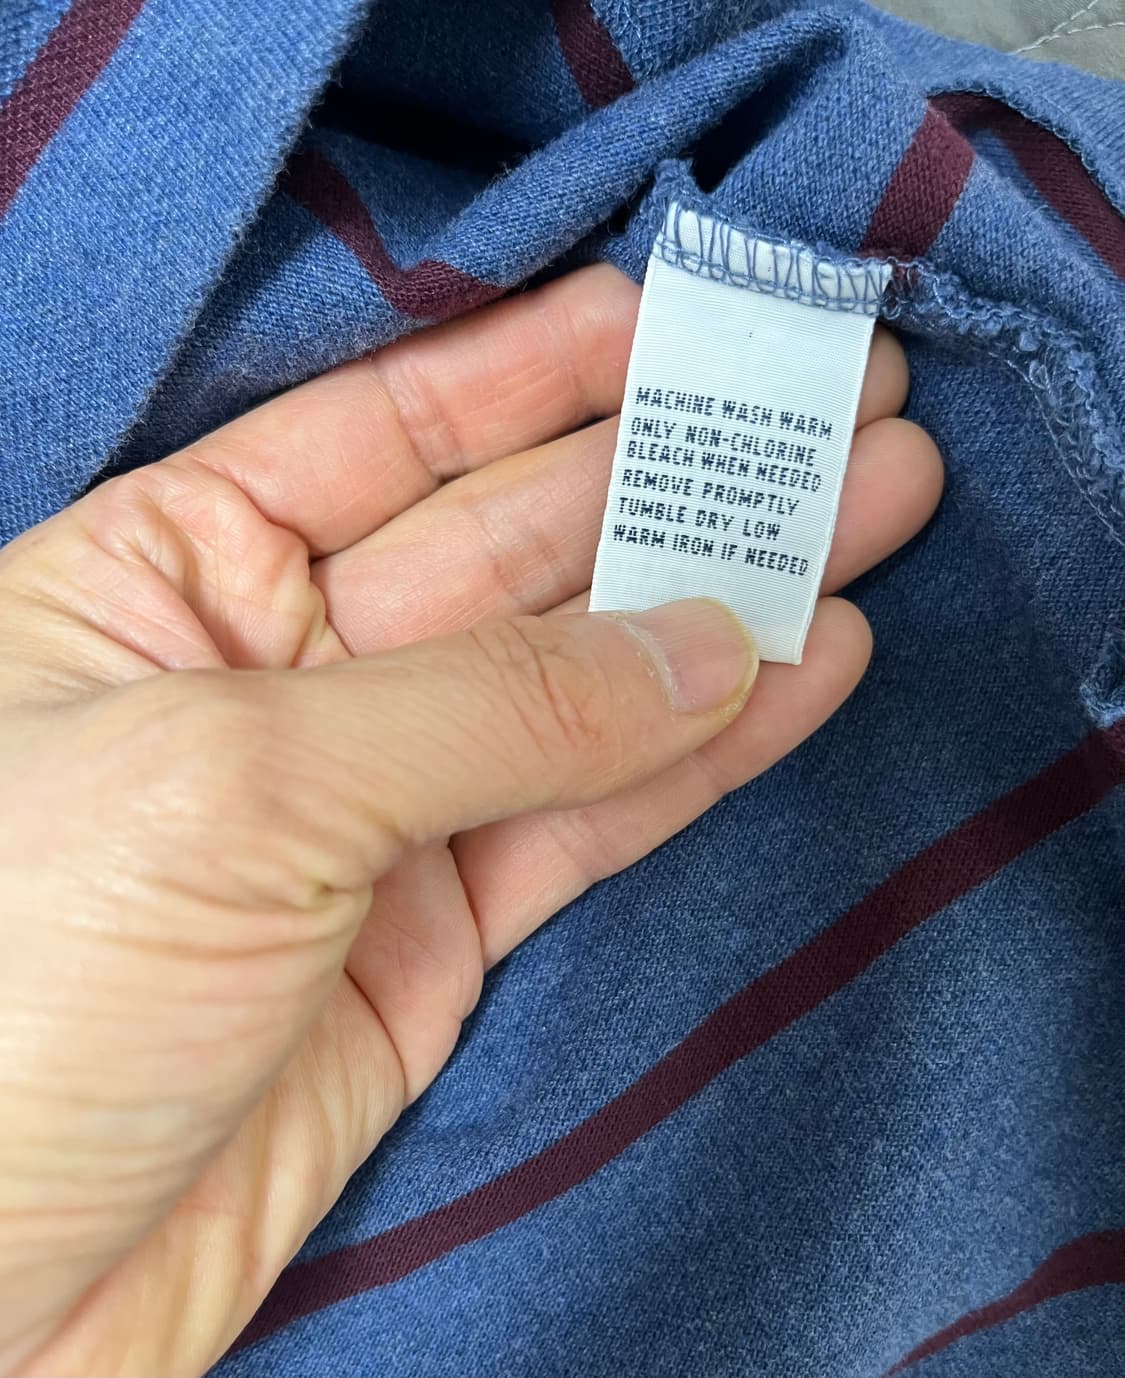 MACHINE WASH WARM
ONLY NON-CHLORINE
BLEACH WHEN NEEDED
REMOVE PROMPTLY
TUMBLE DRY LOW
WARM IRON IF NEEDED